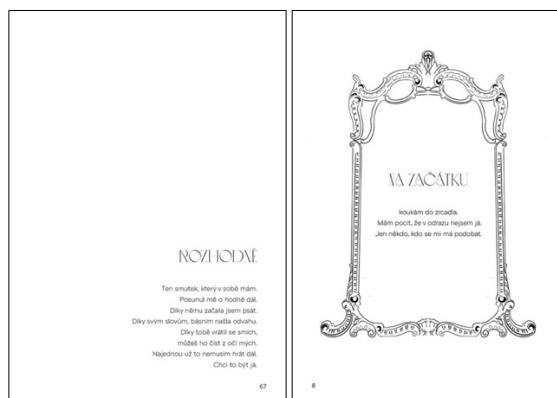 ROZHODNĚ
Ten smutek, který v sobě mám.
Posunul mě o hodně dál.
Díky němu začala jsem psát.
Díky svým slovům, básním našla odvahu.
Díky tobě vrátil se smích,
můžeš ho číst z očí mých.
Najednou už to nemusím hrát dál.
Chci to být já.
67
NA ZAČÁTKU
koukám do zrcadla.
Mám pocit, že v odrazu nejsem já.
Jen někdo, kdo se mi má podobat.
8